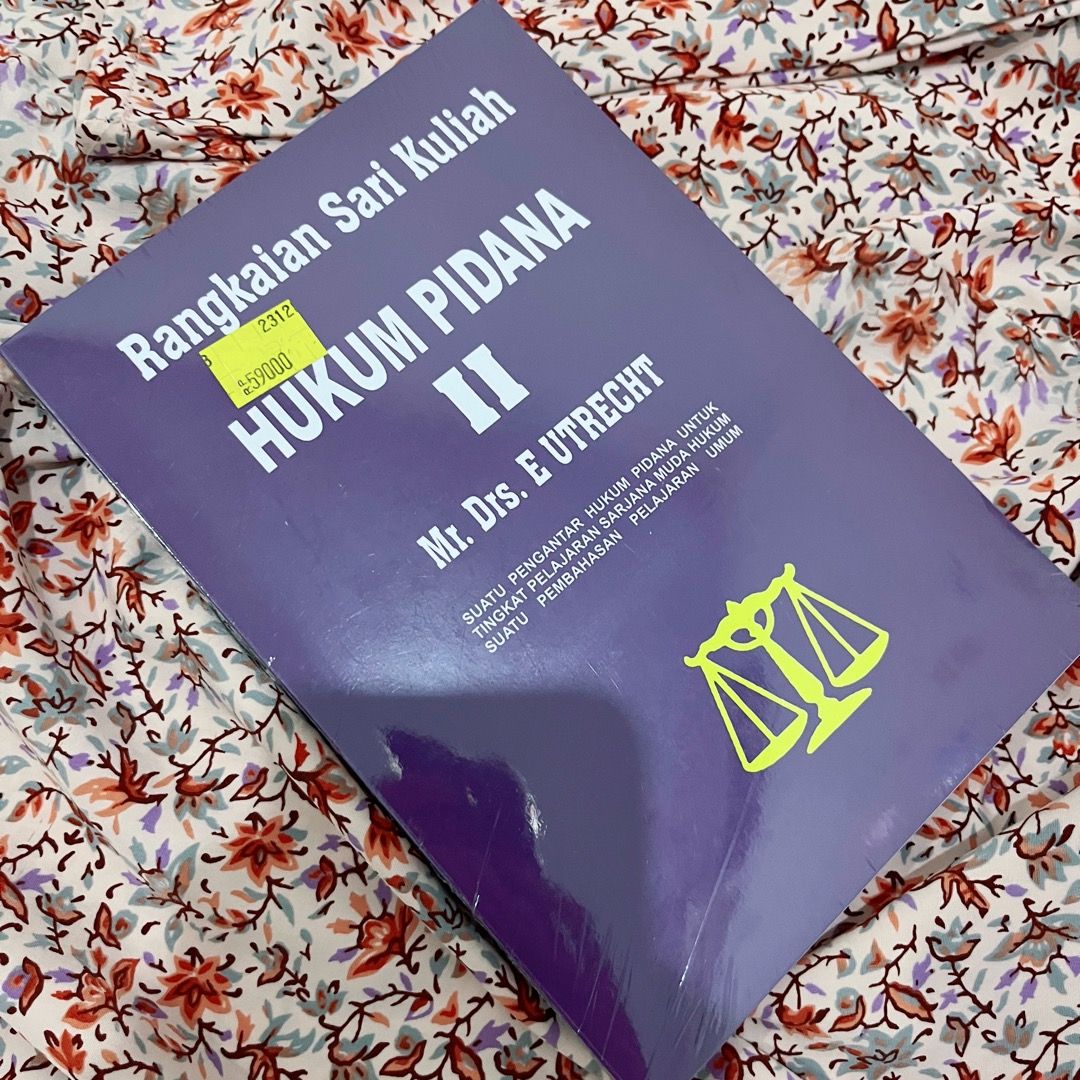 Rangkaian Sari Kuliah
2312
RP59000
HUKUM PIDANA
II
Mr. Drs. E UTRECHT
SUATU PENGANTAR HUKUM PIDANA UNTUK
TINGKAT PELAJARAN SARJANA MUDA HUKUM
SUATU PEMBAHASAN PELAJARAN UMUM